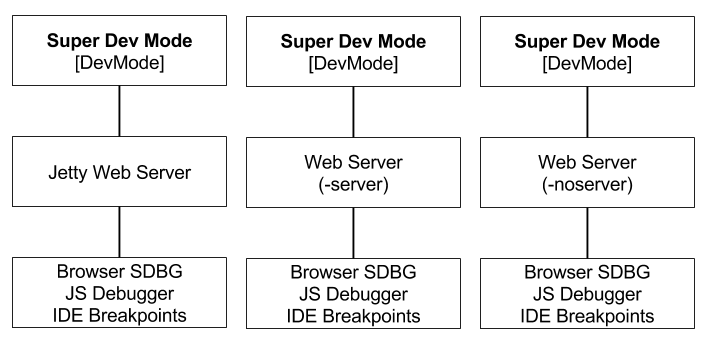 Super Dev Mode
[DevMode]
Super Dev Mode
[DevMode]
Super Dev Mode
[DevMode]
Jetty Web Server
Web Server
(-server)
Web Server
(-noserver)
Browser SDBG
JS Debugger
IDE Breakpoints
Browser SDBG
JS Debugger
IDE Breakpoints
Browser SDBG
JS Debugger
IDE Breakpoints